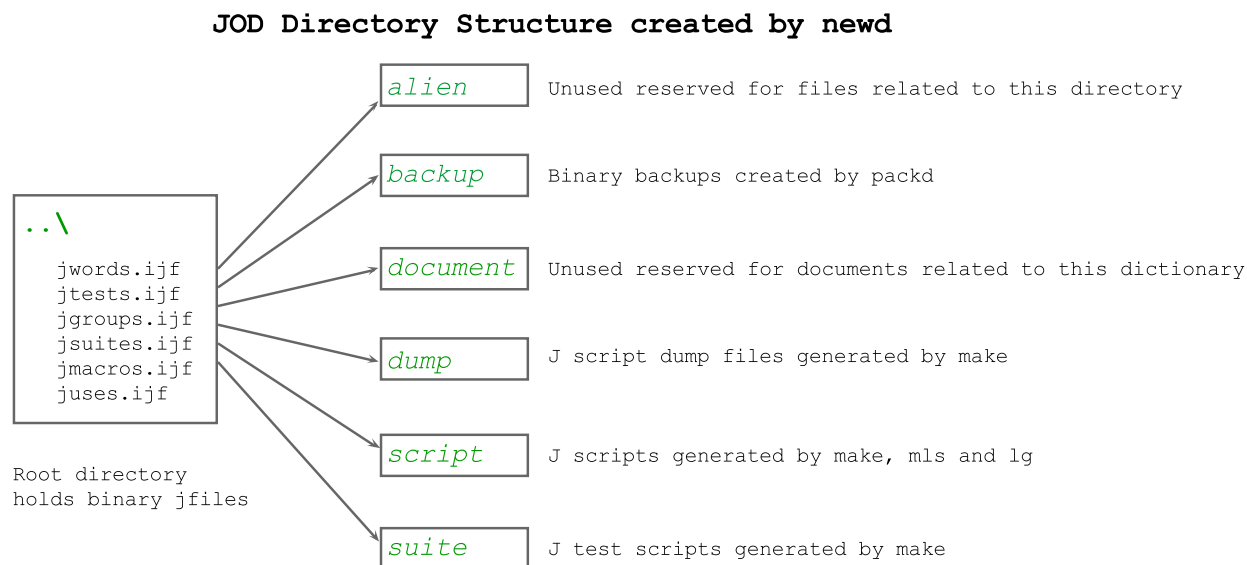 JOD Directory Structure created by newd
alien
Unused reserved for files related to this directory
backup
Binary backups created by packd
..\
jwords.ijf
jtests.ijf
jgroups.ijf
jsuites.ijf
jmacros.ijf
juses.ijf
document
Unused reserved for documents related to this dictionary
dump
J script dump files generated by make
script
J scripts generated by make, mls and lg
Root directory
holds binary jfiles
suite
J test scripts generated by make